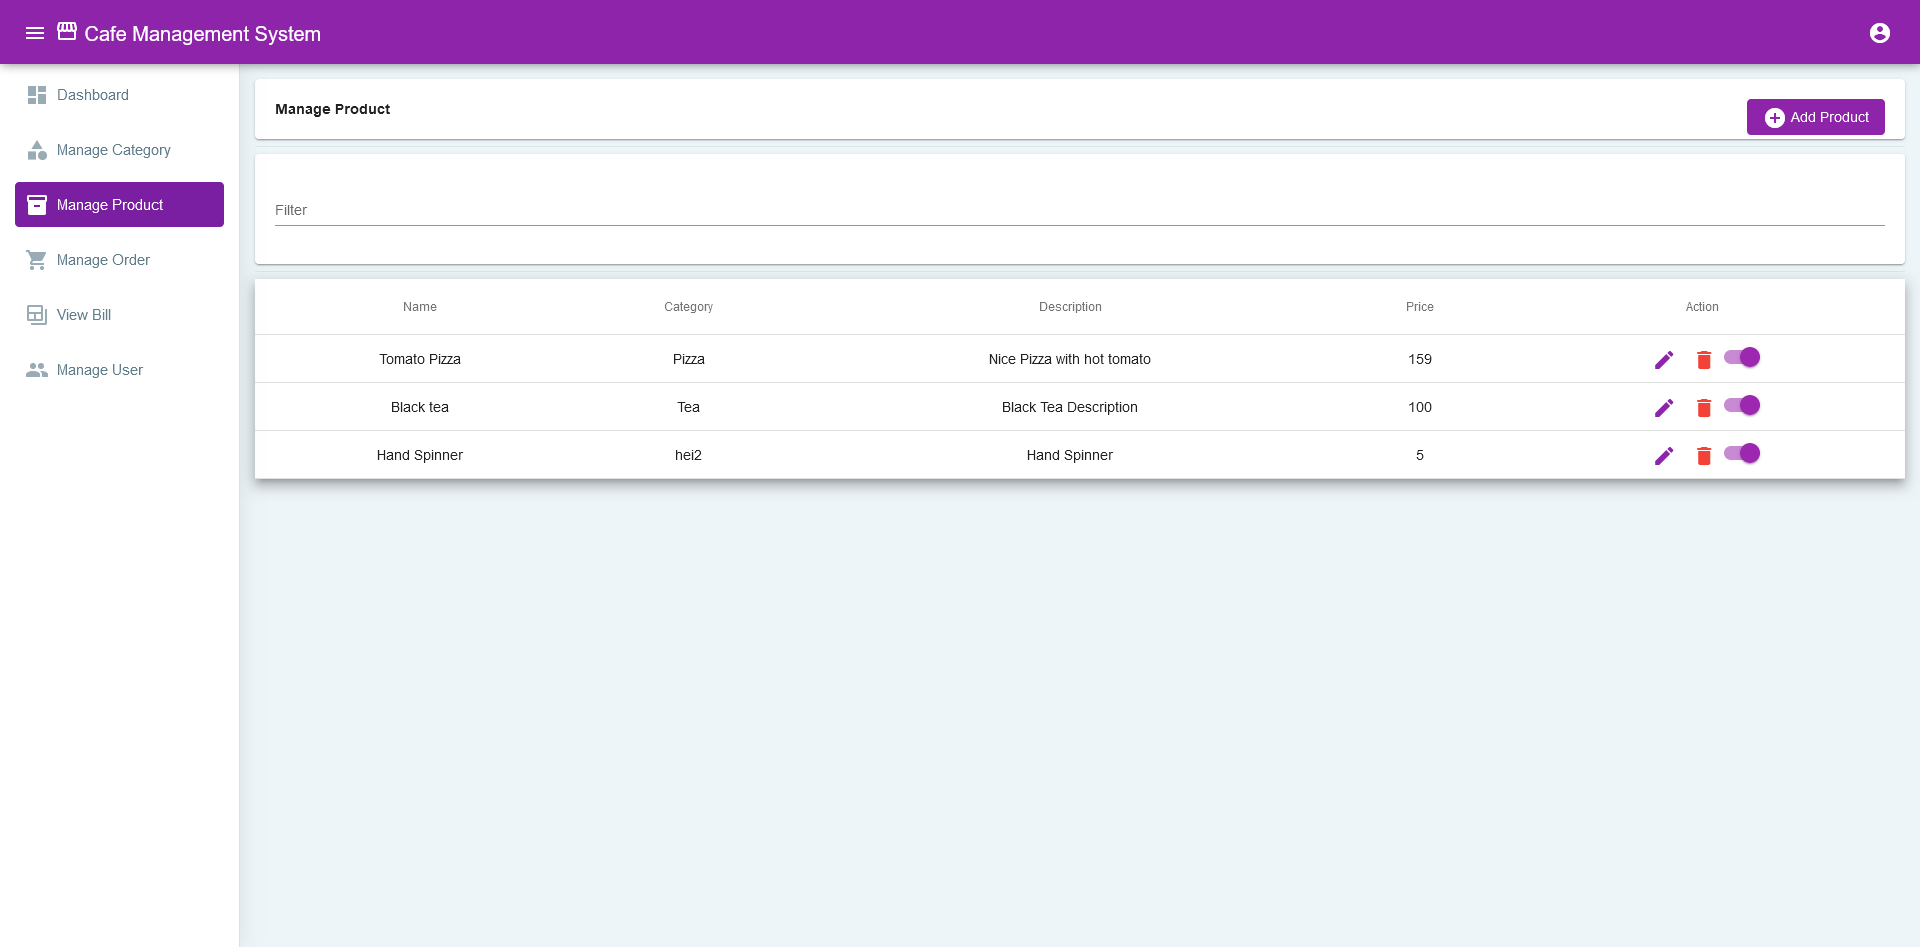 Cafe Management System
Dashboard
Manage Category
Manage Product
Manage Order
View Bill
Manage User
Manage Product
Add Product
Filter
Name Category Description Price Action
Tomato Pizza Pizza Nice Pizza with hot tomato 159
Black tea Tea Black Tea Description 100
Hand Spinner hei2 Hand Spinner 5